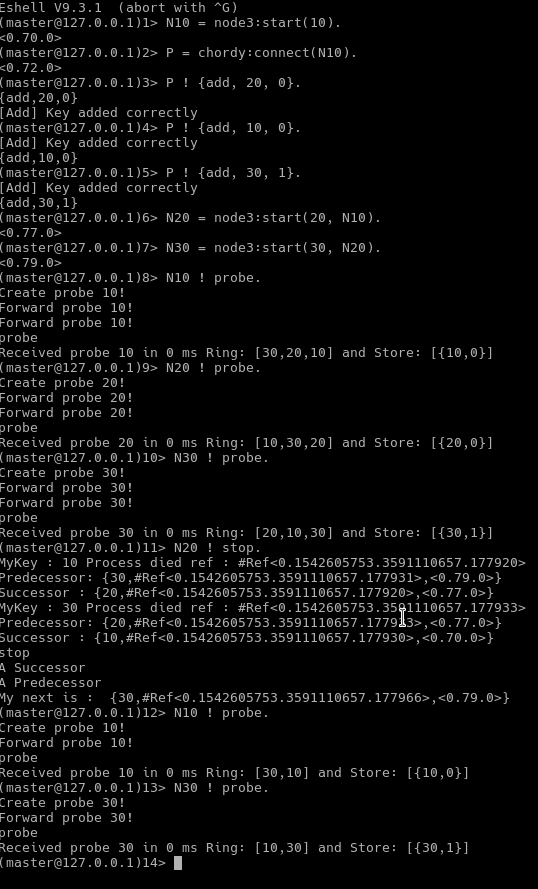 Eshell V9.3.1  (abort with ^G)
(master@127.0.0.1)1> N10 = node3:start(10).
<0.70.0>
(master@127.0.0.1)2> P = chordy:connect(N10).
<0.72.0>
(master@127.0.0.1)3> P ! {add, 20, 0}.
{add,20,0}
[Add] Key added correctly
(master@127.0.0.1)4> P ! {add, 10, 0}.
[Add] Key added correctly
{add,10,0}
(master@127.0.0.1)5> P ! {add, 30, 1}.
[Add] Key added correctly
{add,30,1}
(master@127.0.0.1)6> N20 = node3:start(20, N10).
<0.77.0>
(master@127.0.0.1)7> N30 = node3:start(30, N20).
<0.79.0>
(master@127.0.0.1)8> N10 ! probe.
Create probe 10!
Forward probe 10!
Forward probe 10!
probe
Received probe 10 in 0 ms Ring: [30,20,10] and Store: [{10,0}]
(master@127.0.0.1)9> N20 ! probe.
Create probe 20!
Forward probe 20!
Forward probe 20!
probe
Received probe 20 in 0 ms Ring: [10,30,20] and Store: [{20,0}]
(master@127.0.0.1)10> N30 ! probe.
Create probe 30!
Forward probe 30!
Forward probe 30!
probe
Received probe 30 in 0 ms Ring: [20,10,30] and Store: [{30,1}]
(master@127.0.0.1)11> N20 ! stop.
MyKey : 10 Process died ref : #Ref<0.1542605753.3591110657.177920>
Predecessor: {30,#Ref<0.1542605753.3591110657.177931>,<0.79.0>}
Successor : {20,#Ref<0.1542605753.3591110657.177920>,<0.77.0>}
MyKey : 30 Process died ref : #Ref<0.1542605753.3591110657.177933>
Predecessor: {20,<0.77.0>}
Successor : {10,#Ref<0.1542605753.3591110657.177930>,<0.70.0>}
stop
A Successor
A Predecessor
My next is :  {30,#Ref<0.1542605753.3591110657.177966>,<0.79.0>}
(master@127.0.0.1)12> N10 ! probe.
Create probe 10!
Forward probe 10!
probe
Received probe 10 in 0 ms Ring: [30,10] and Store: [{10,0}]
(master@127.0.0.1)13> N30 ! probe.
Create probe 30!
Forward probe 30!
probe
Received probe 30 in 0 ms Ring: [10,30] and Store: [{30,1}]
(master@127.0.0.1)14>